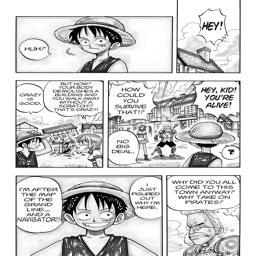 HEY!
HUH?
HEY, KID!
YOU'RE
ALIVE!
HOW
COULD
YOU
SURVIVE
THAT!!?
NO
BIG
DEAL.
?
BUT HOW?
YOUR BODY
DEMOLISHES A
BUILDING AND
YOU WALK
AWAY WITHOUT
A SCRATCH?
THAT'S CRAZY!
CRAZY
IS
GOOD.
WHY DID YOU ALL
COME TO THIS
TOWN ANYWAY?
WHY TAKE ON
PIRATES?
I
JUST
FIGURED
OUT WHY
I'M HERE.
I'M AFTER
THE MAP
OF THE
GRAND
LINE...
AND A
NAVIGATOR!!